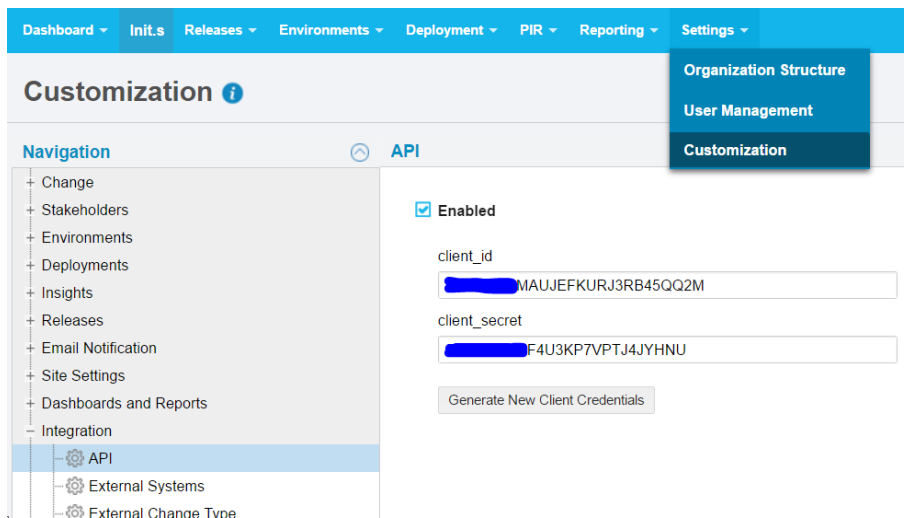 Dashboard Init.s Releases Environments Deployment PIR Reporting Settings
Organization Structure
User Management
Customization
Customization i
Navigation
Change
Stakeholders
Environments
Deployments
Insights
Releases
Email Notification
Site Settings
Dashboards and Reports
Integration
API
External Systems
External Change Type
API
Enabled
client_id
MAUJEFKURJ3RB45QQ2M
client_secret
F4U3KP7VPTJ4JYHNU
Generate New Client Credentials